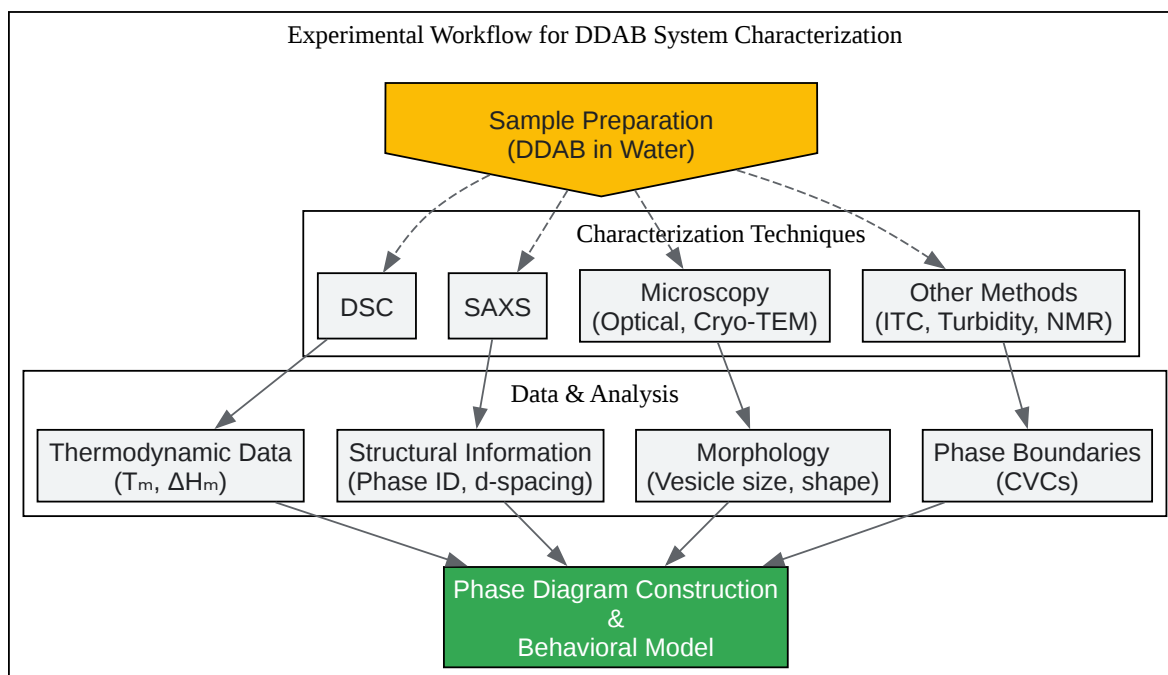 Experimental Workflow for DDAB System Characterization
Sample Preparation
(DDAB in Water)
Characterization Techniques
DSC
SAXS
Microscopy
(Optical, Cryo-TEM)
Other Methods
(ITC, Turbidity, NMR)
Data & Analysis
Thermodynamic Data
(Tₘ, ΔHₘ)
Structural Information
(Phase ID, d-spacing)
Morphology
(Vesicle size, shape)
Phase Boundaries
(CVCs)
Phase Diagram Construction
&
Behavioral Model